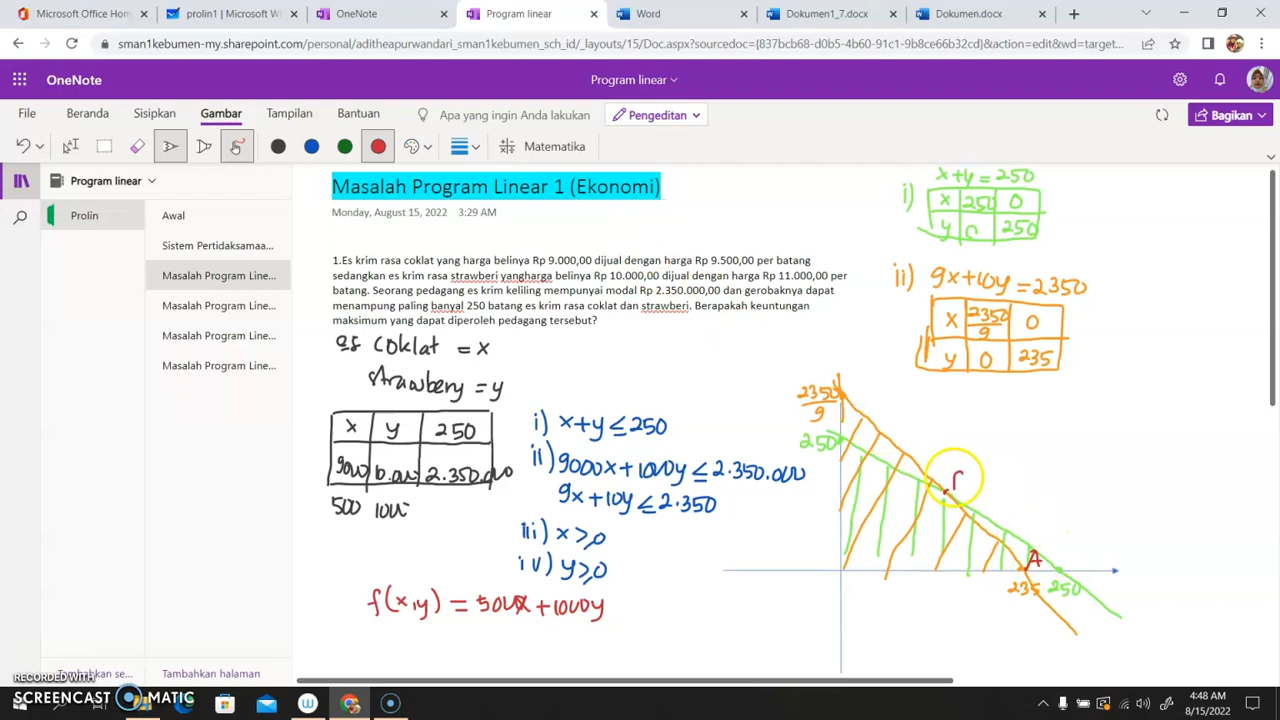 Microsoft Office Home
prolin1 | Microsoft W
OneNote
Program linear
Word
Dokumen1_7.docx
Dokumen.docx
sman1kebumen-my.sharepoint.com/personal/aditheapurwandari_sman1kebumen_sch_id/_layouts/15/Doc.aspx?sourcedoc={837bcb68-d0b5-4b60-91c1-9b8ce66b32cd}&action=edit&wd=target...
OneNote
Program linear
File Beranda Sisipkan Gambar Tampilan Bantuan Apa yang ingin Anda lakukan Pengeditan Bagikan
Matematika
Program linear
Prolin
Awal
Sistem Pertidaksamaa...
Masalah Program Line...
Masalah Program Line...
Masalah Program Line...
Masalah Program Line...
Tambahkan se...
Tambahkan halaman
Masalah Program Linear 1 (Ekonomi)
Monday, August 15, 2022 3:29 AM
1.Es krim rasa coklat yang harga belinya Rp 9.000,00 dijual dengan harga Rp 9.500,00 per batang
sedangkan es krim rasa strawberi yangharga belinya Rp 10.000,00 dijual dengan harga Rp 11.000,00 per
batang. Seorang pedagang es krim keliling mempunyai modal Rp 2.350.000,00 dan gerobaknya dapat
menampung paling banyal 250 batang es krim rasa coklat dan strawberi. Berapakah keuntungan
maksimum yang dapat diperoleh pedagang tersebut?
coklat = x
strawbery = y
x y 250
9000 10.000 2.350.000
500 1000
i) x+y ≤ 250
ii) 9000x+1000y ≤ 2.350.000
9x+10y ≤ 2.350
iii) x ≥ 0
iv) y ≥ 0
f(x,y) = 500x + 1000y
x+y = 250
i)
x 250 0
y 0 250
ii) 9x+10y = 2350
x 2350/9 0
y 0 235
2350/9
250
A
235 250
RECORDED WITH
SCREENCAST MATIC
4:48 AM
8/15/2022